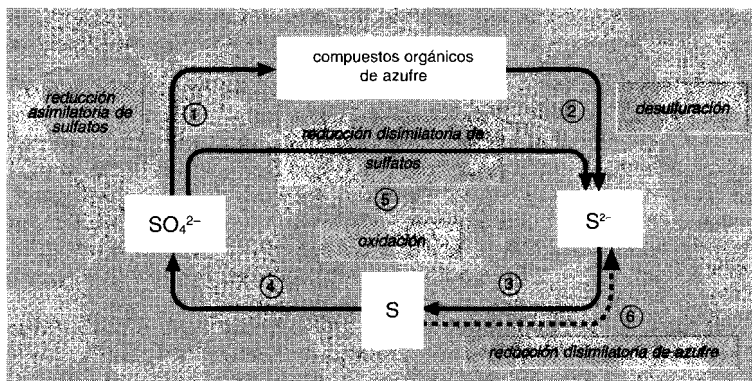 compuestos orgánicos
de azufre
reducción
asimilatoria de
sulfatos
①
②
desulfuración
reducción disimilatoria de
sulfatos
⑤
SO₄²⁻
S²⁻
oxidación
④
S
③
⑥
reducción disimilatoria de azufre